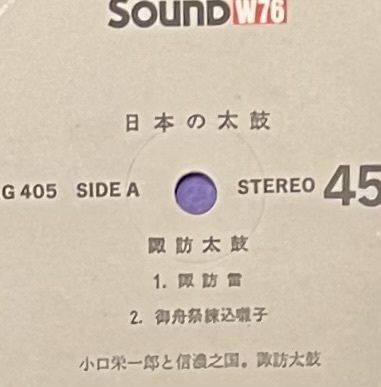 SOUND W76
日本の太鼓
G 405 SIDE A STEREO 45
諏訪太鼓
1. 諏訪雷
2. 御舟祭練込囃子
小口栄一郎と信濃之国。諏訪太鼓